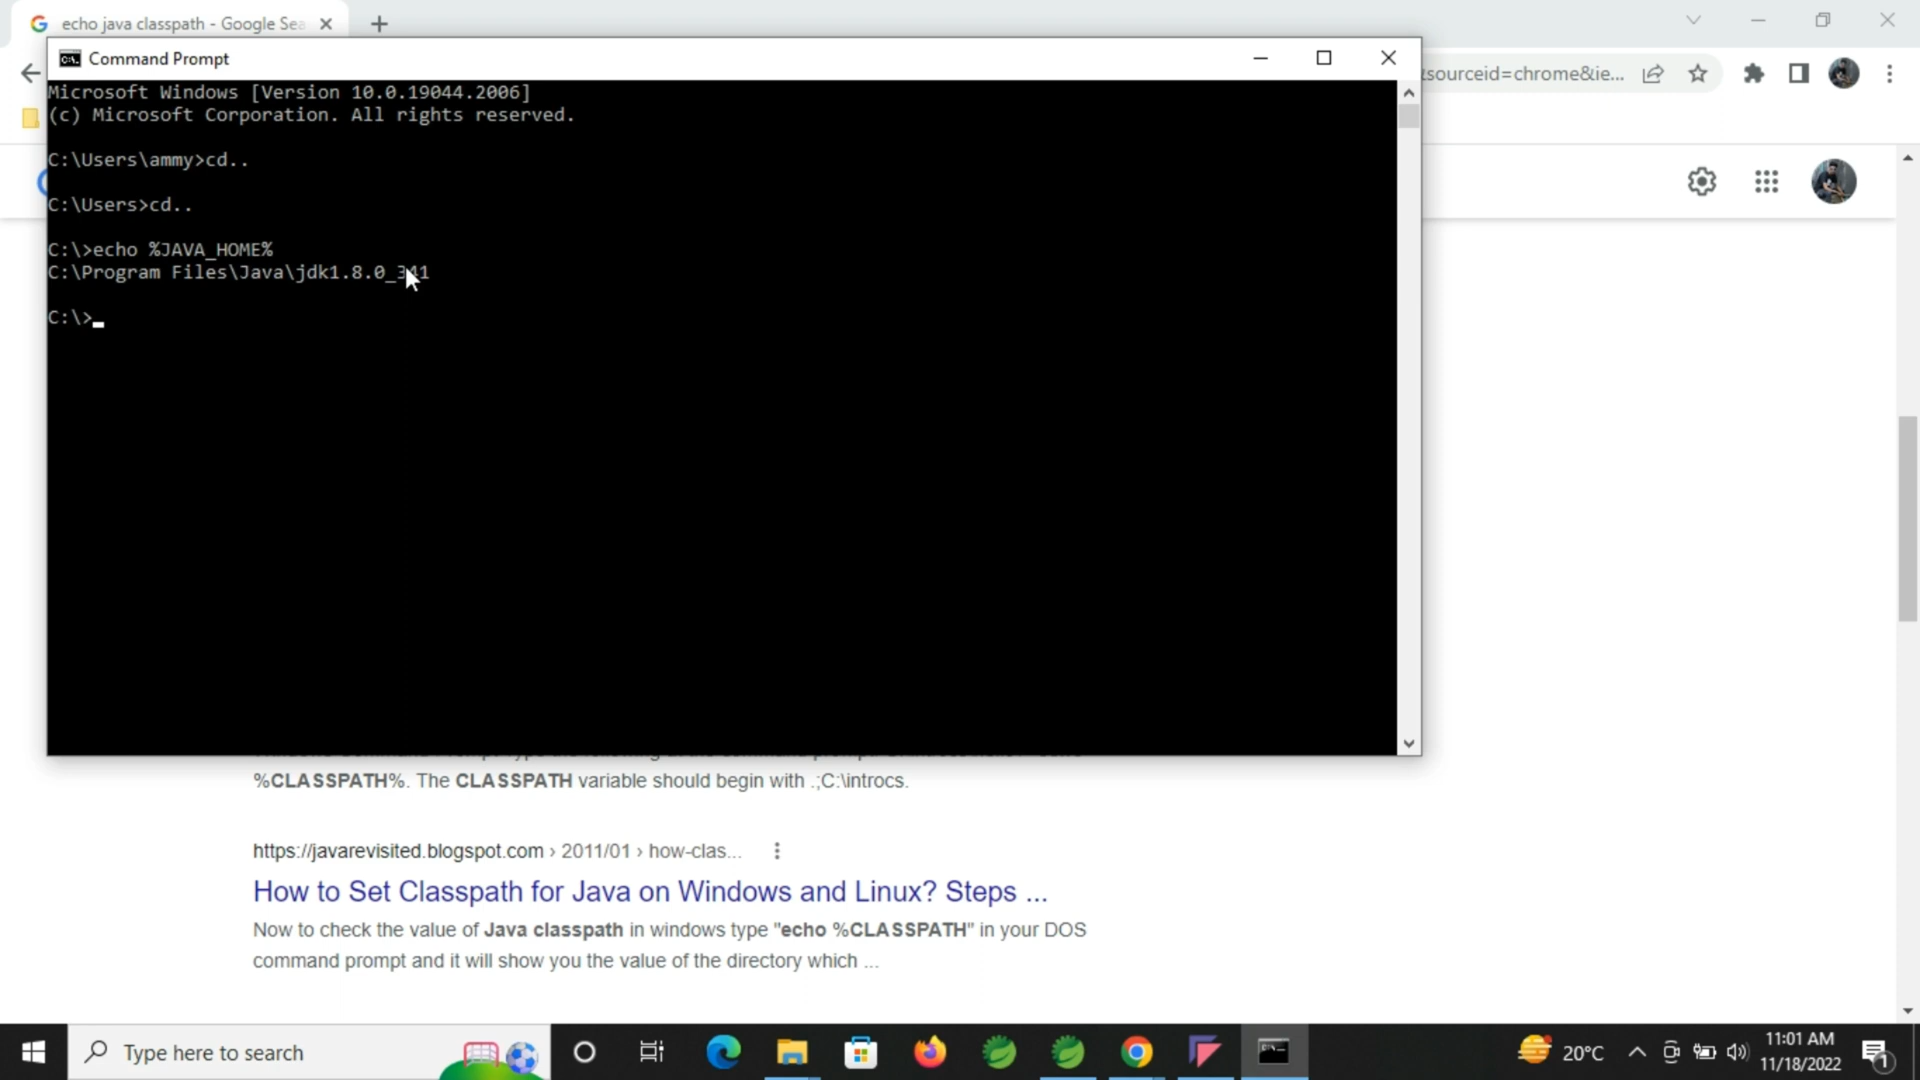 echo java classpath - Google Sea
Command Prompt
sourceid=chrome&ie...
Microsoft Windows [Version 10.0.19044.2006]
(c) Microsoft Corporation. All rights reserved.
C:\Users\ammy>cd..
C:\Users>cd..
C:\>echo %JAVA_HOME%
C:\Program Files\Java\jdk1.8.0_341
C:\>
%CLASSPATH%. The CLASSPATH variable should begin with .;C:\introcs.
https://javarevisited.blogspot.com › 2011/01 › how-clas...
How to Set Classpath for Java on Windows and Linux? Steps ...
Now to check the value of Java classpath in windows type "echo %CLASSPATH" in your DOS
command prompt and it will show you the value of the directory which ...
Type here to search
20°C
11:01 AM
11/18/2022
1